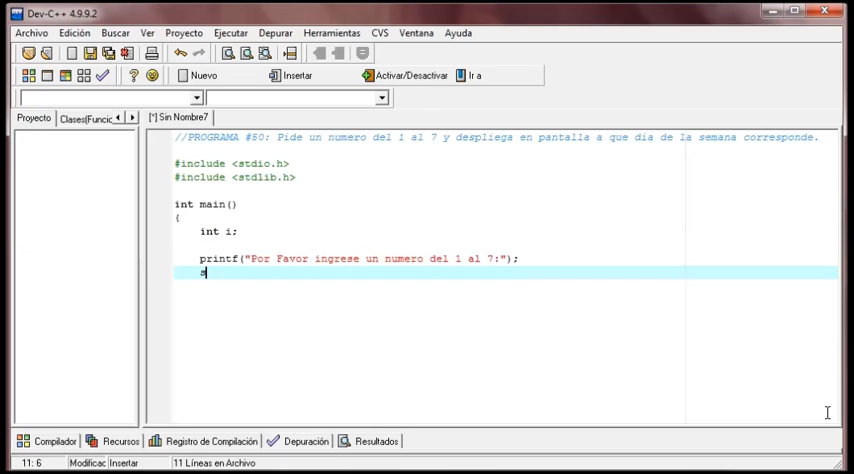 Dev-C++ 4.9.9.2
Archivo Edición Buscar Ver Proyecto Ejecutar Depurar Herramientas CVS Ventana Ayuda
Nuevo Insertar Activar/Desactivar Ir a
Proyecto Clases(Funcic [*] Sin Nombre7
//PROGRAMA #50: Pide un numero del 1 al 7 y despliega en pantalla a que dia de la semana corresponde.
#include <stdio.h>
#include <stdlib.h>
int main()
{
int i;
printf("Por Favor ingrese un numero del 1 al 7:");
s
Compilador Recursos Registro de Compilación Depuración Resultados
11: 6 Modificac Insertar 11 Líneas en Archivo